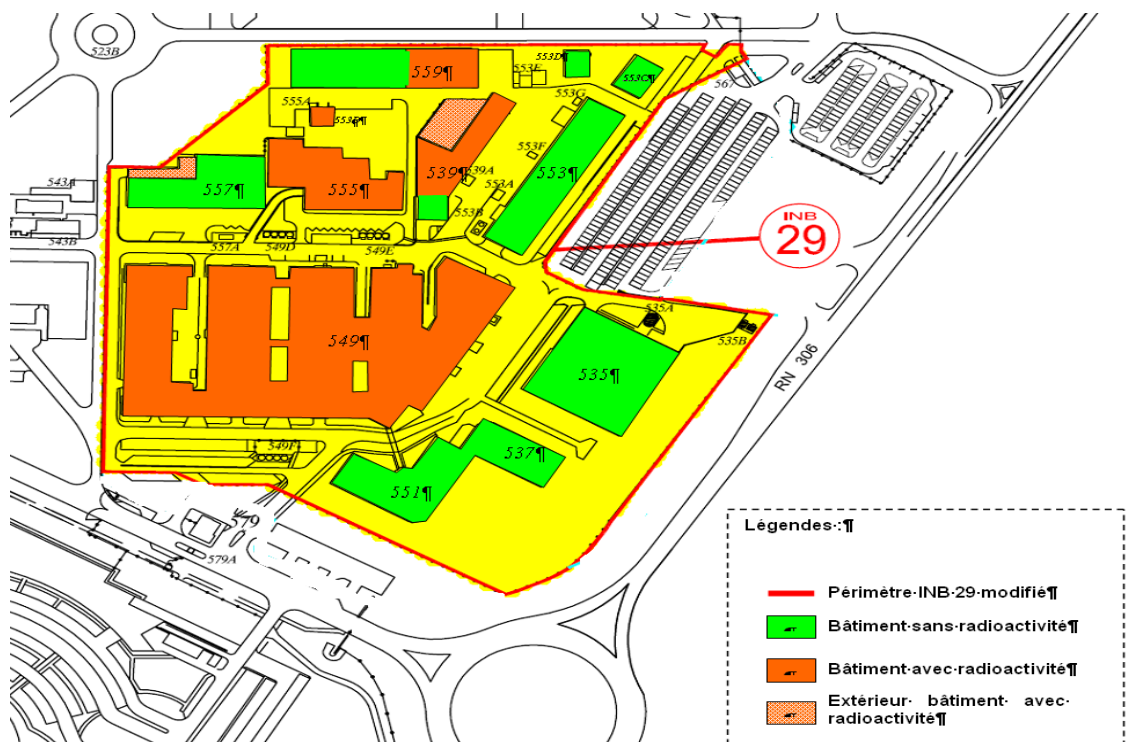 523B
559¶
553D¶
553E
553C¶
567
555A
553G
553F
539¶
539A
553¶
553A
553B
543A
557¶
555¶
543B
557A
549D
549E
INB
29
549¶
535A
535B
535¶
RN 306
549F
537¶
551¶
579
579A
Légendes·:¶
Périmètre·INB·29·modifié¶
Bâtiment·sans·radioactivité¶
Bâtiment·avec·radioactivité¶
Extérieur· bâtiment· avec·
radioactivité¶